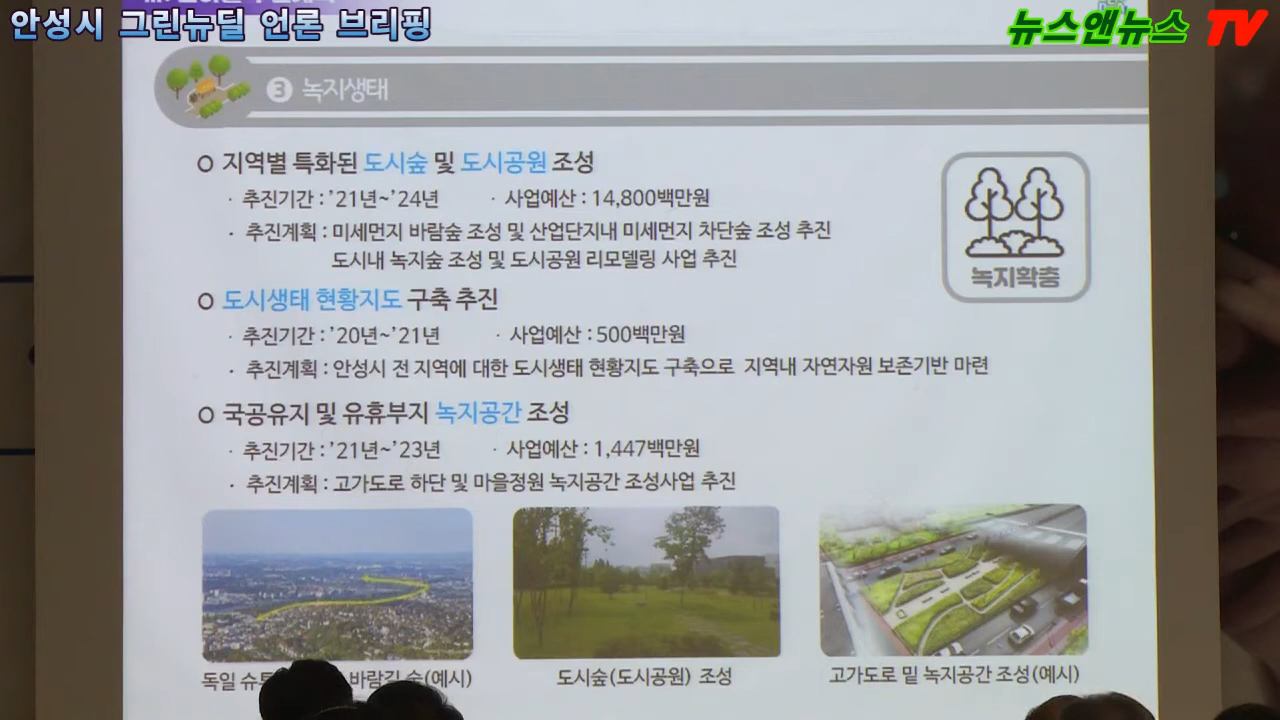 안성시 그린뉴딜 언론 브리핑
뉴스앤뉴스 TV
❸ 녹지생태
ㅇ 지역별 특화된 도시숲 및 도시공원 조성
· 추진기간 : ’21년~’24년 · 사업예산 : 14,800백만원
· 추진계획 : 미세먼지 바람숲 조성 및 산업단지내 미세먼지 차단숲 조성 추진
도시내 녹지숲 조성 및 도시공원 리모델링 사업 추진
녹지확충
ㅇ 도시생태 현황지도 구축 추진
· 추진기간 : ’20년~’21년 · 사업예산 : 500백만원
· 추진계획 : 안성시 전 지역에 대한 도시생태 현황지도 구축으로 지역내 자연자원 보존기반 마련
ㅇ 국공유지 및 유휴부지 녹지공간 조성
· 추진기간 : ’21년~’23년 · 사업예산 : 1,447백만원
· 추진계획 : 고가도로 하단 및 마을정원 녹지공간 조성사업 추진
독일 바람길 숲(예시)
도시숲(도시공원) 조성
고가도로 밑 녹지공간 조성(예시)